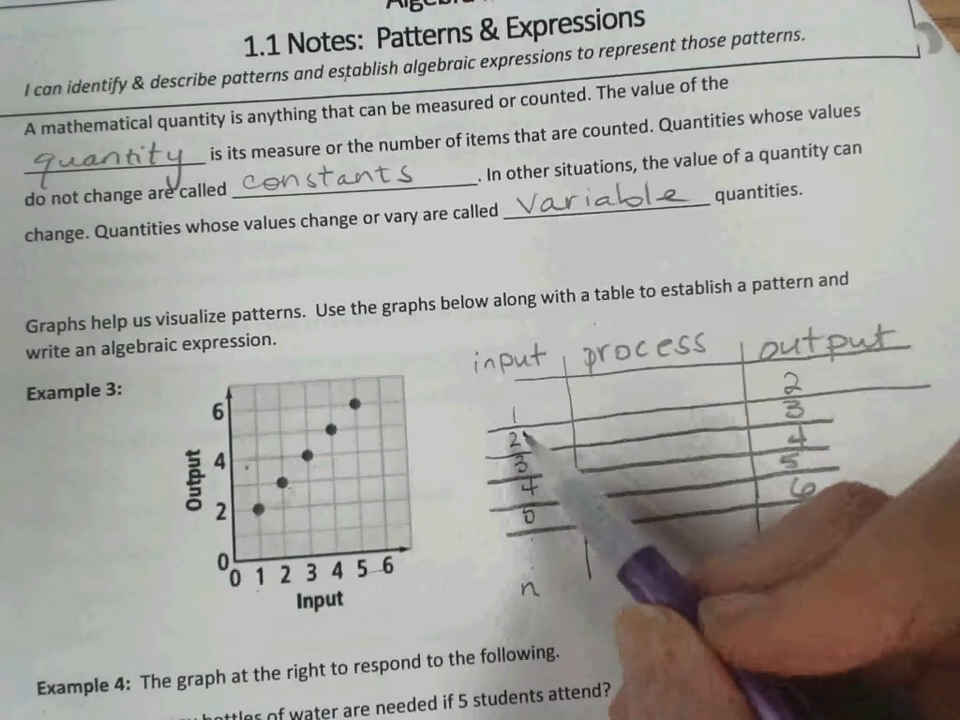 1.1 Notes: Patterns & Expressions
I can identify & describe patterns and establish algebraic expressions to represent those patterns.
A mathematical quantity is anything that can be measured or counted. The value of the
quantity is its measure or the number of items that are counted. Quantities whose values
do not change are called constants. In other situations, the value of a quantity can
change. Quantities whose values change or vary are called variable quantities.
Graphs help us visualize patterns. Use the graphs below along with a table to establish a pattern and
write an algebraic expression.
Example 3:
6
4
2
0
Output
0 1 2 3 4 5 6
Input
input process output
1 2
2 3
3 4
4 5
5 6
n
Example 4: The graph at the right to respond to the following.
bottles of water are needed if 5 students attend?